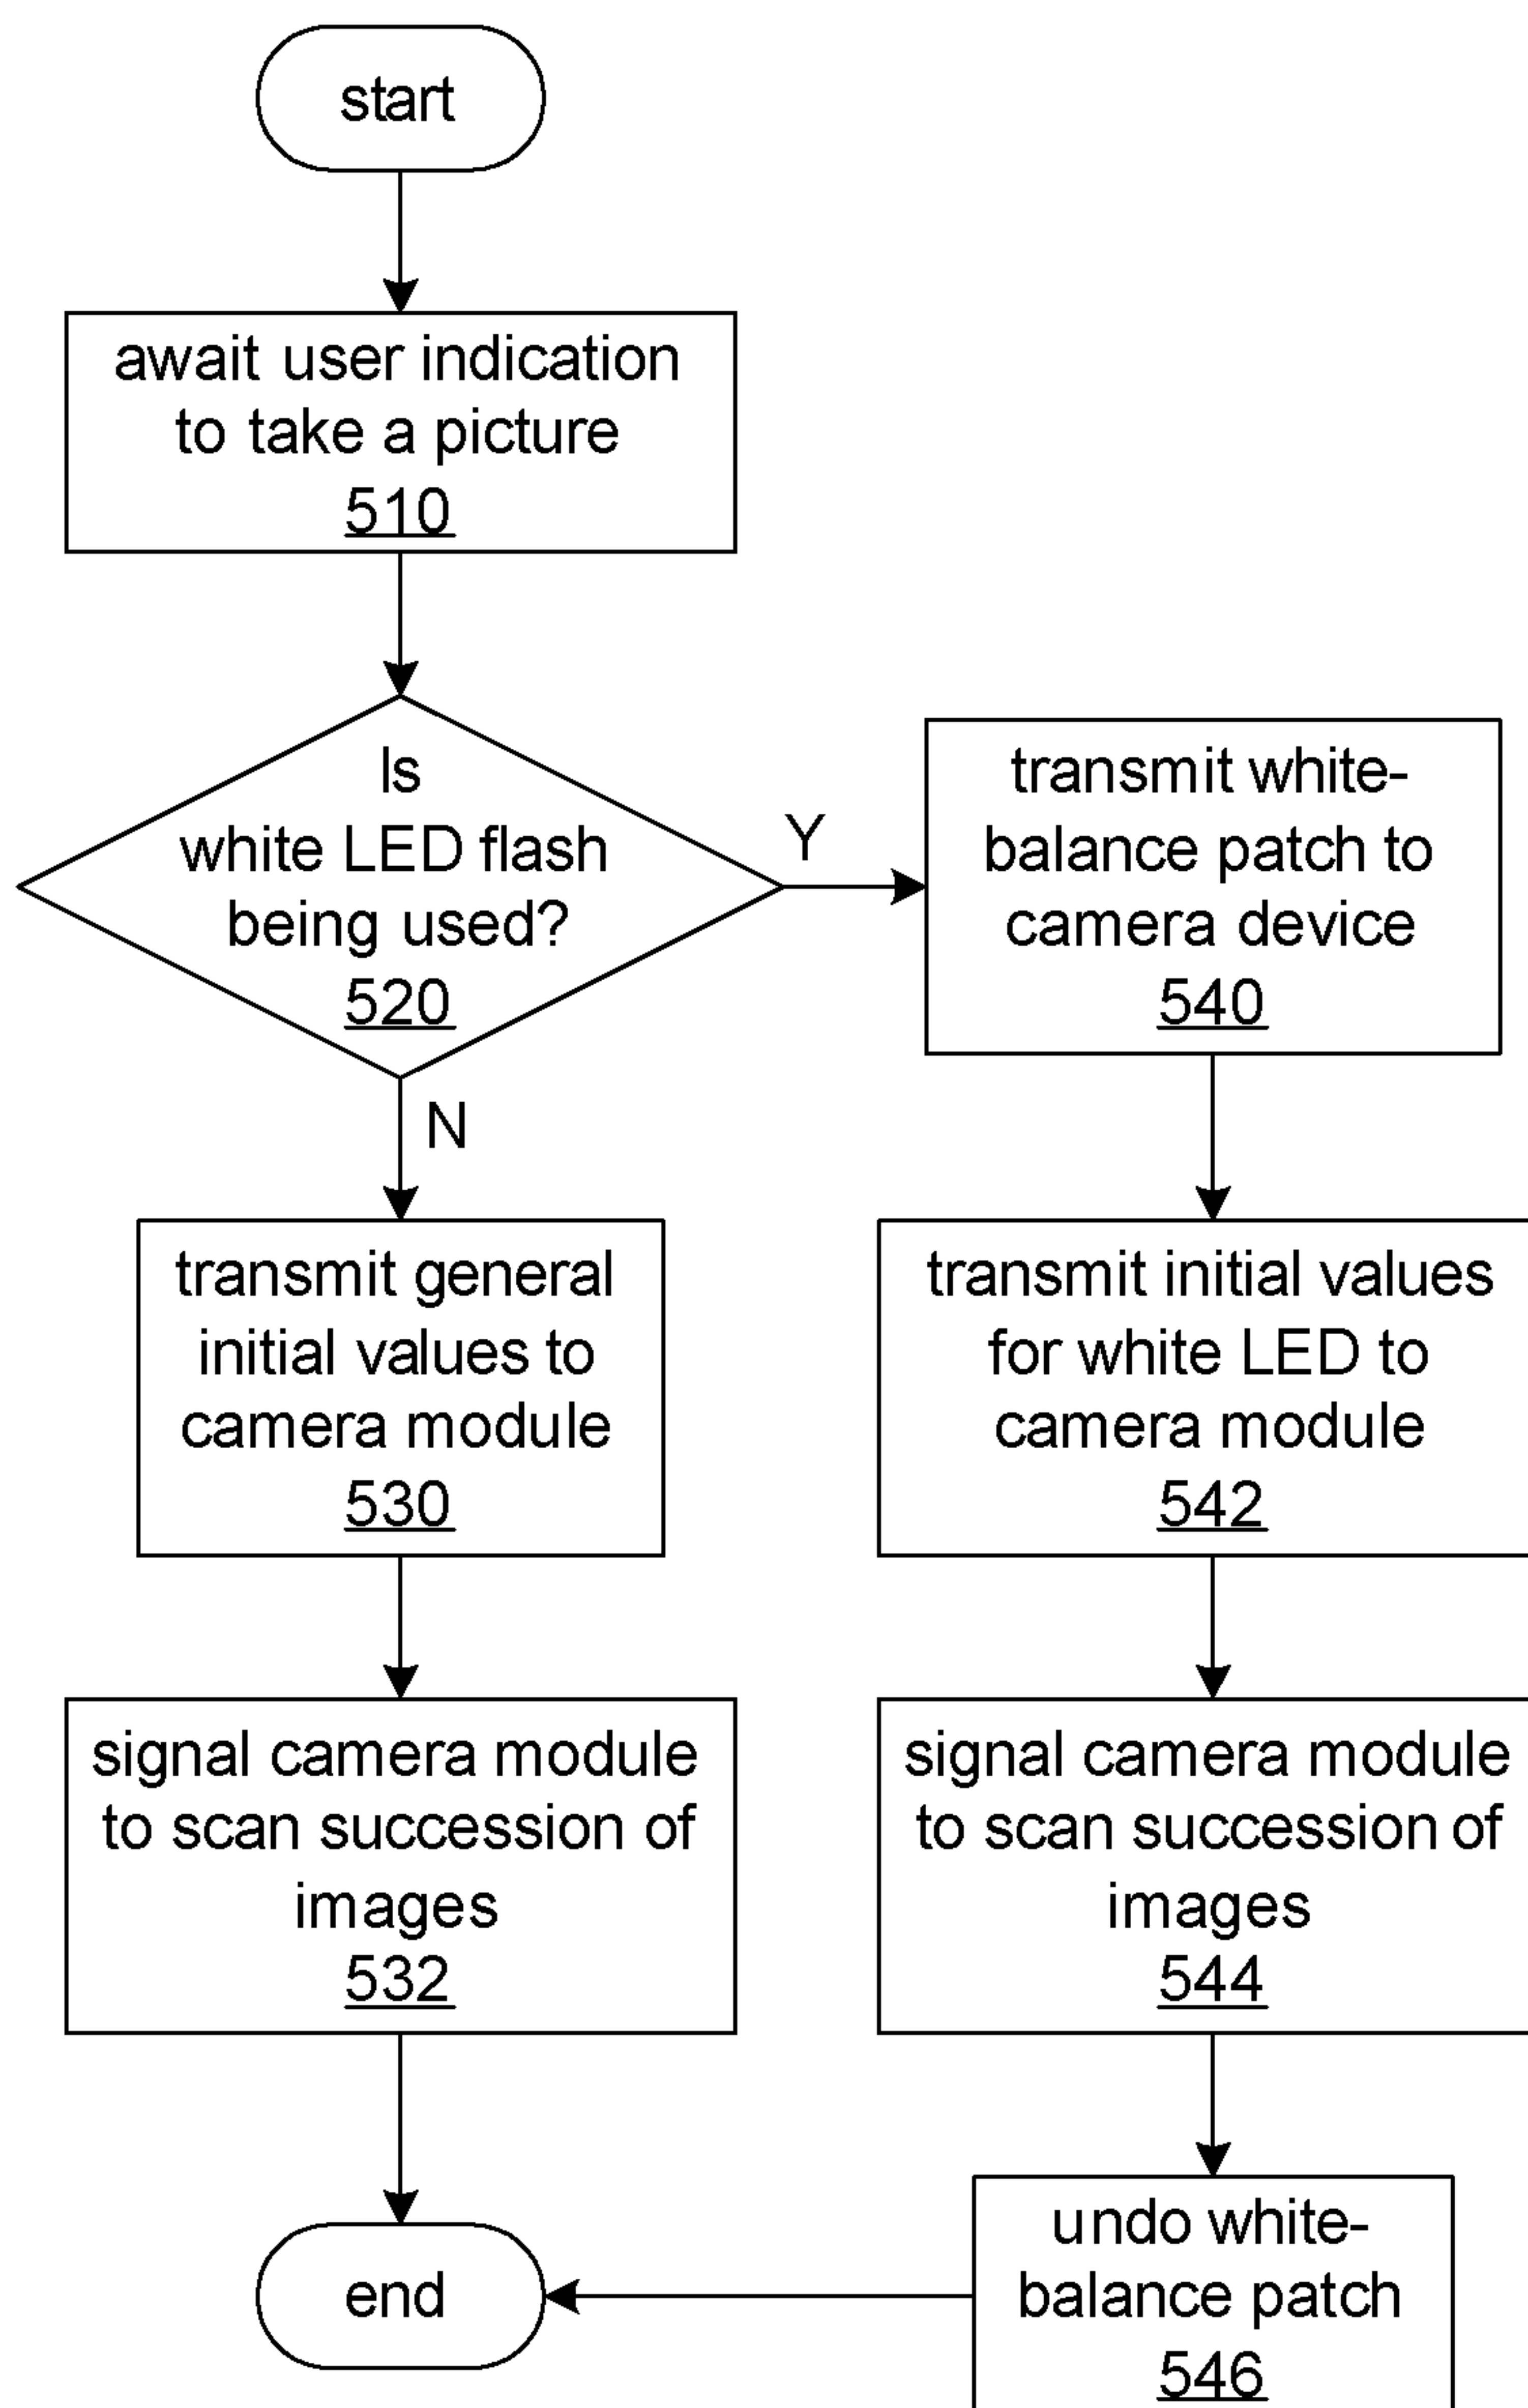 start
await user indication
to take a picture
510
Is
white LED flash
being used?
520
Y
N
transmit white-
balance patch to
camera device
540
transmit general
initial values to
camera module
530
transmit initial values
for white LED to
camera module
542
signal camera module
to scan succession of
images
532
signal camera module
to scan succession of
images
544
undo white-
balance patch
546
end